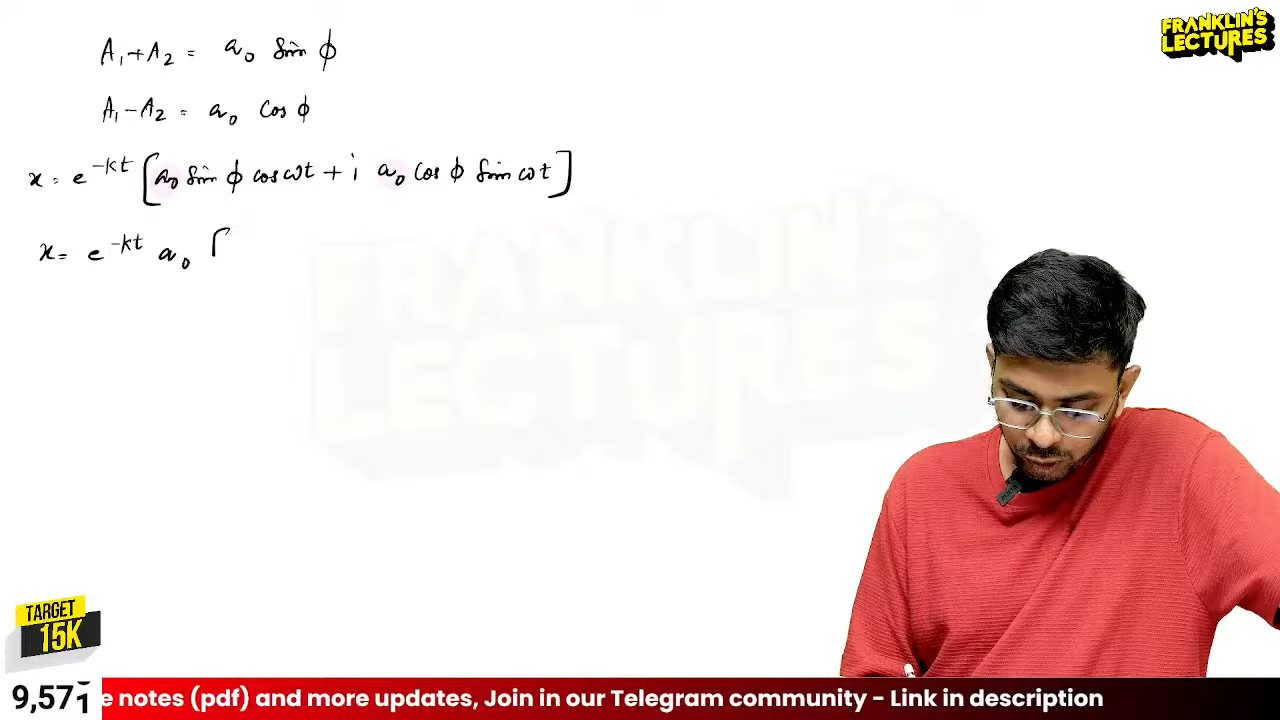 A₁+A₂ = a₀ sin ϕ
A₁-A₂ = a₀ cos ϕ
x = e^-kt [a₀ sin ϕ cos ωt + i a₀ cos ϕ sin ωt]
x = e^-kt a₀ [
FRANKLIN'S
LECTURES
FRANKLIN'S
LECTURES
TARGET
15K
9,571
e notes (pdf) and more updates, Join in our Telegram community - Link in description